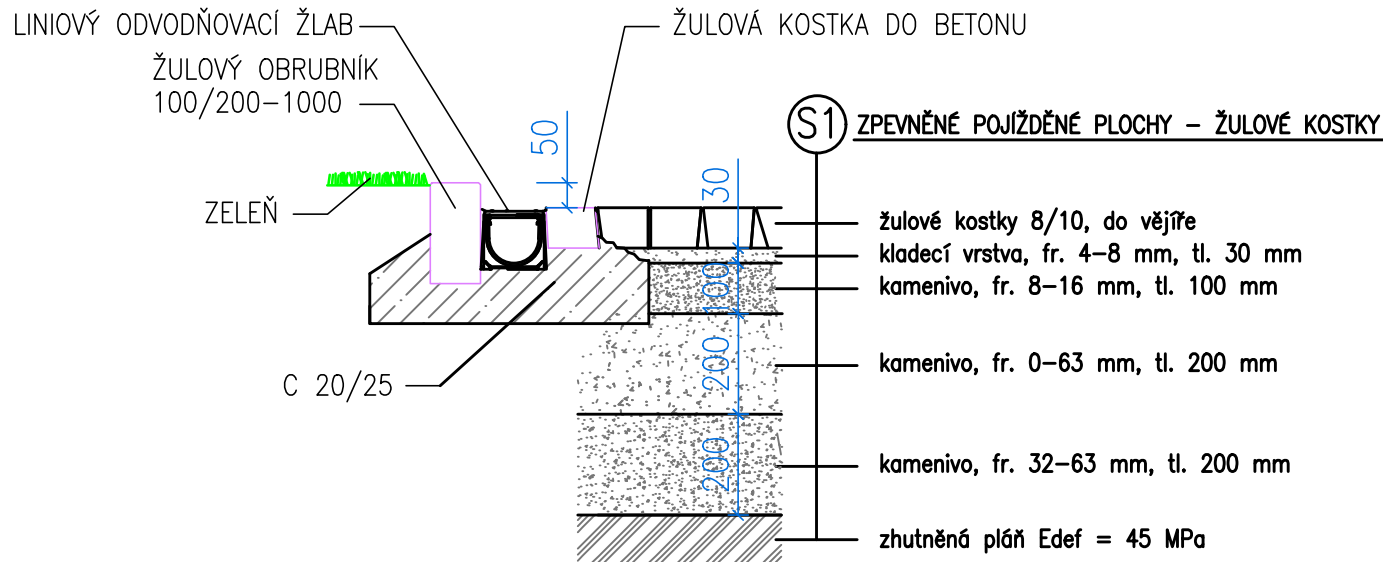 LINIOVÝ ODVODŇOVACÍ ŽLAB
ŽULOVÁ KOSTKA DO BETONU
ŽULOVÝ OBRUBNÍK
100/200-1000
ZELEŇ
C 20/25
50
30
100
200
200
S1 ZPEVNĚNÉ POJÍŽDĚNÉ PLOCHY - ŽULOVÉ KOSTKY
žulové kostky 8/10, do vějíře
kladecí vrstva, fr. 4-8 mm, tl. 30 mm
kamenivo, fr. 8-16 mm, tl. 100 mm
kamenivo, fr. 0-63 mm, tl. 200 mm
kamenivo, fr. 32-63 mm, tl. 200 mm
zhutněná pláň Edef = 45 MPa